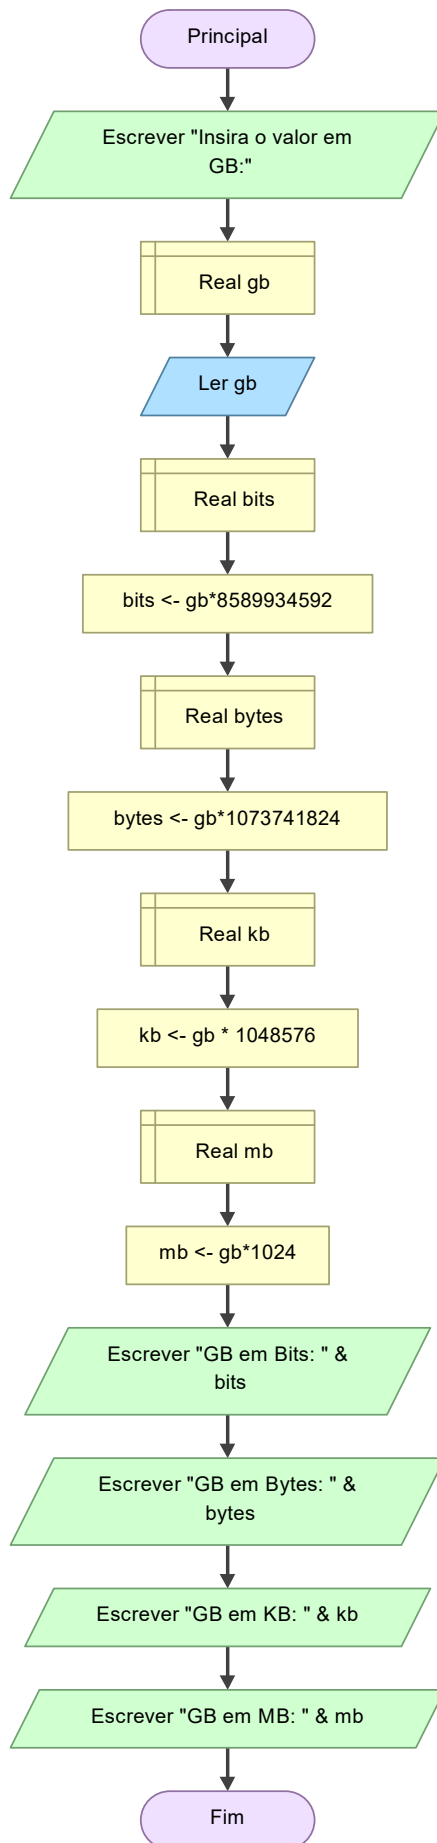 Principal
Escrever "Insira o valor em
GB:"
Real gb
Ler gb
Real bits
bits <- gb*8589934592
Real bytes
bytes <- gb*1073741824
Real kb
kb <- gb * 1048576
Real mb
mb <- gb*1024
Escrever "GB em Bits: " &
bits
Escrever "GB em Bytes: " &
bytes
Escrever "GB em KB: " & kb
Escrever "GB em MB: " & mb
Fim